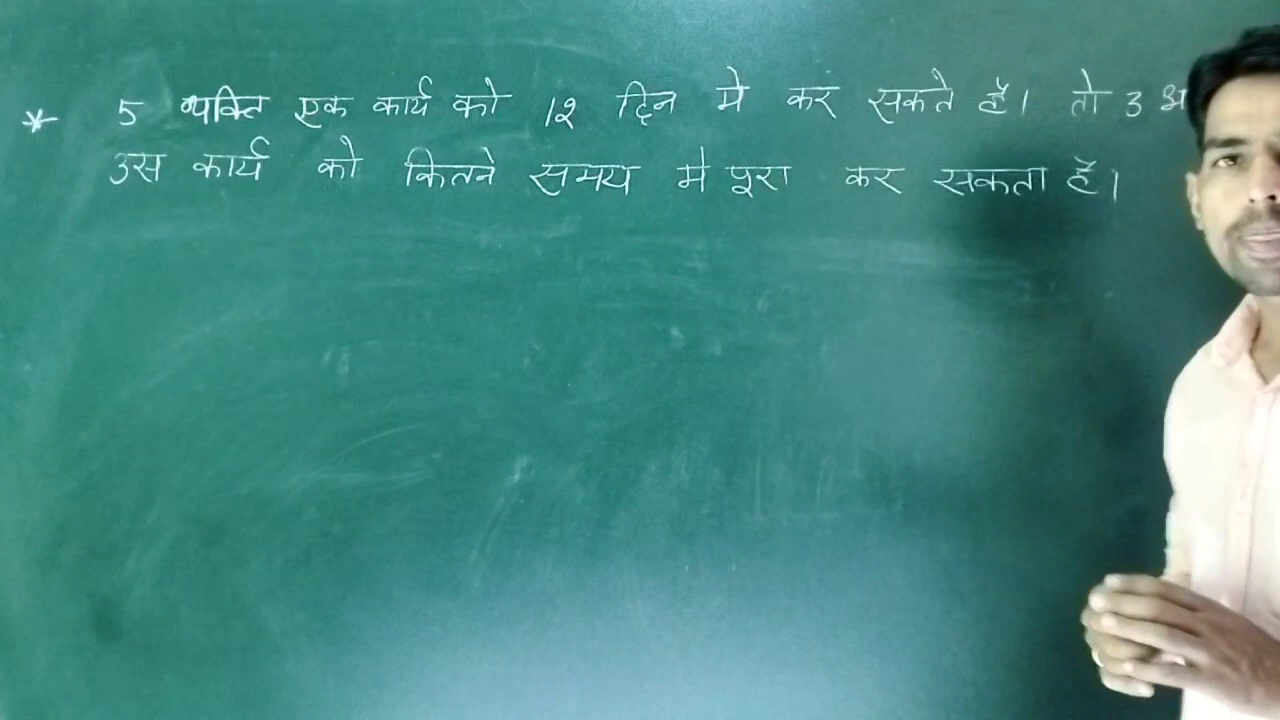 * 5 व्यक्ति एक कार्य को 12 दिन मे कर सकते हैं। तो 3
उस कार्य को कितने समय मे पूरा कर सकता हैं।